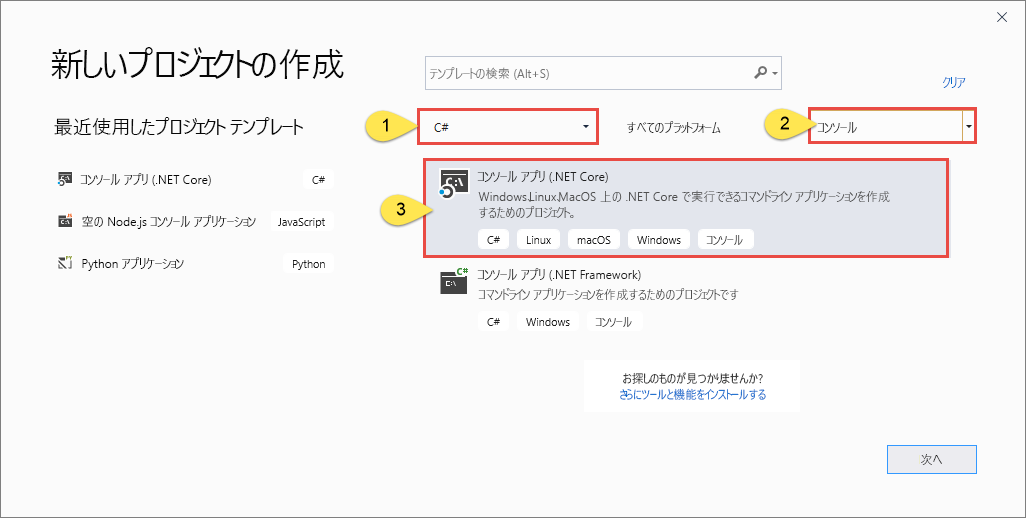 新しいプロジェクトの作成
テンプレートの検索 (Alt+S)
クリア
最近使用したプロジェクト テンプレート
1
C#
すべてのプラットフォーム
2
コンソール
コンソール アプリ (.NET Core)
C#
空の Node.js コンソール アプリケーション
JavaScript
Python アプリケーション
Python
3
コンソール アプリ (.NET Core)
Windows、Linux、MacOS 上の .NET Core で実行できるコマンドライン アプリケーションを作成
するためのプロジェクト。
C#
Linux
macOS
Windows
コンソール
C#
コンソール アプリ (.NET Framework)
コマンドライン アプリケーションを作成するためのプロジェクトです
C#
Windows
コンソール
お探しのものが見つかりませんか?
さらにツールと機能をインストールする
次へ